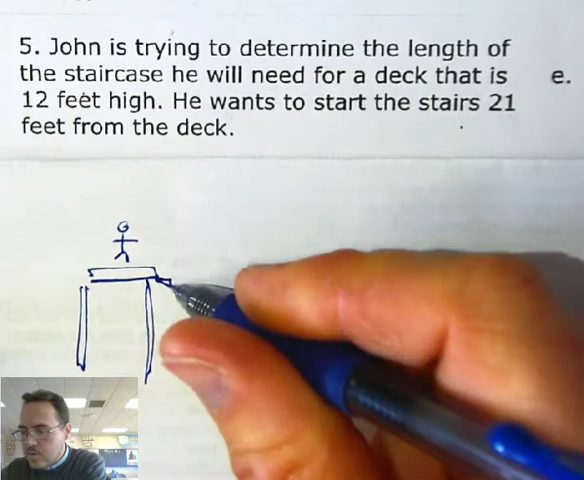 5. John is trying to determine the length of
the staircase he will need for a deck that is
12 feet high. He wants to start the stairs 21
feet from the deck.
e.